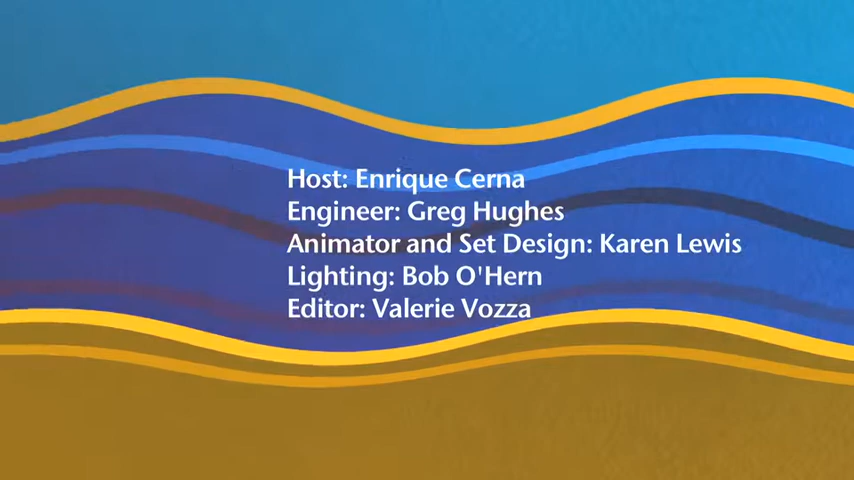 Host: Enrique Cerna
Engineer: Greg Hughes
Animator and Set Design: Karen Lewis
Lighting: Bob O'Hern
Editor: Valerie Vozza